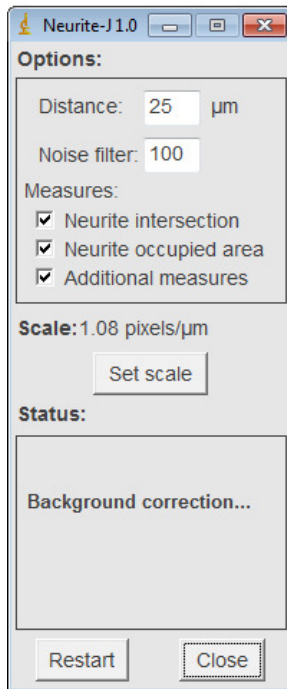 Neurite-J 1.0
Options:
Distance: 25 µm
Noise filter: 100
Measures:
Neurite intersection
Neurite occupied area
Additional measures
Scale: 1.08 pixels/µm
Set scale
Status:
Background correction...
Restart Close